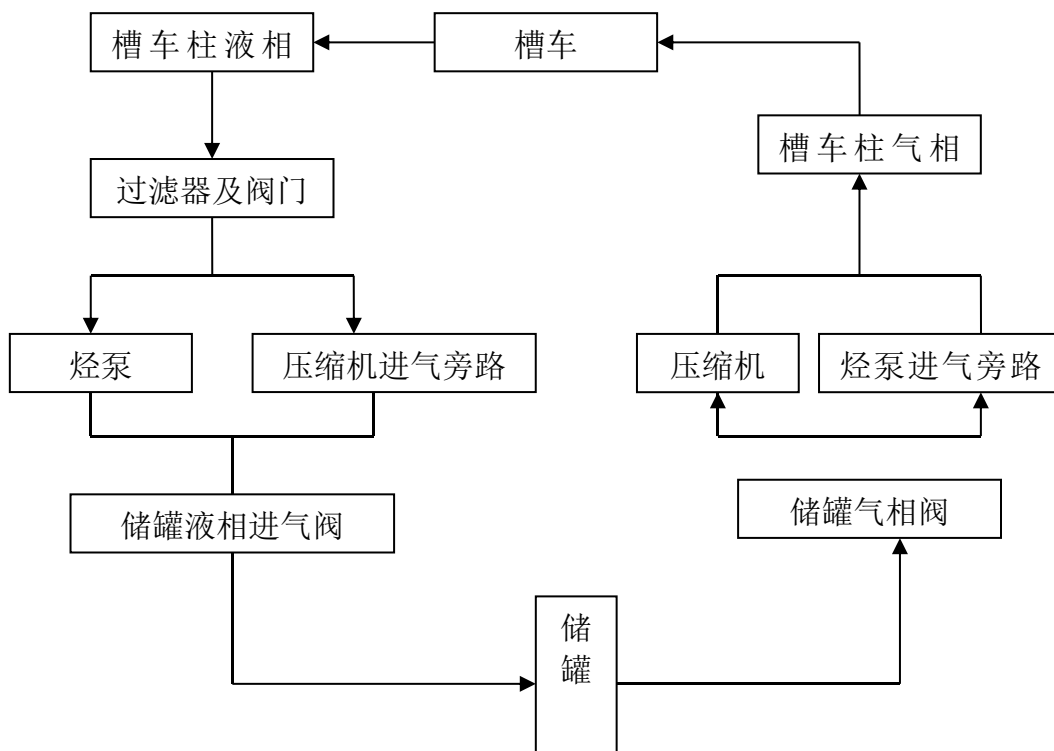 槽车柱液相
槽车
槽车柱气相
过滤器及阀门
烃泵
压缩机进气旁路
压缩机
烃泵进气旁路
储罐液相进气阀
储罐气相阀
储
罐